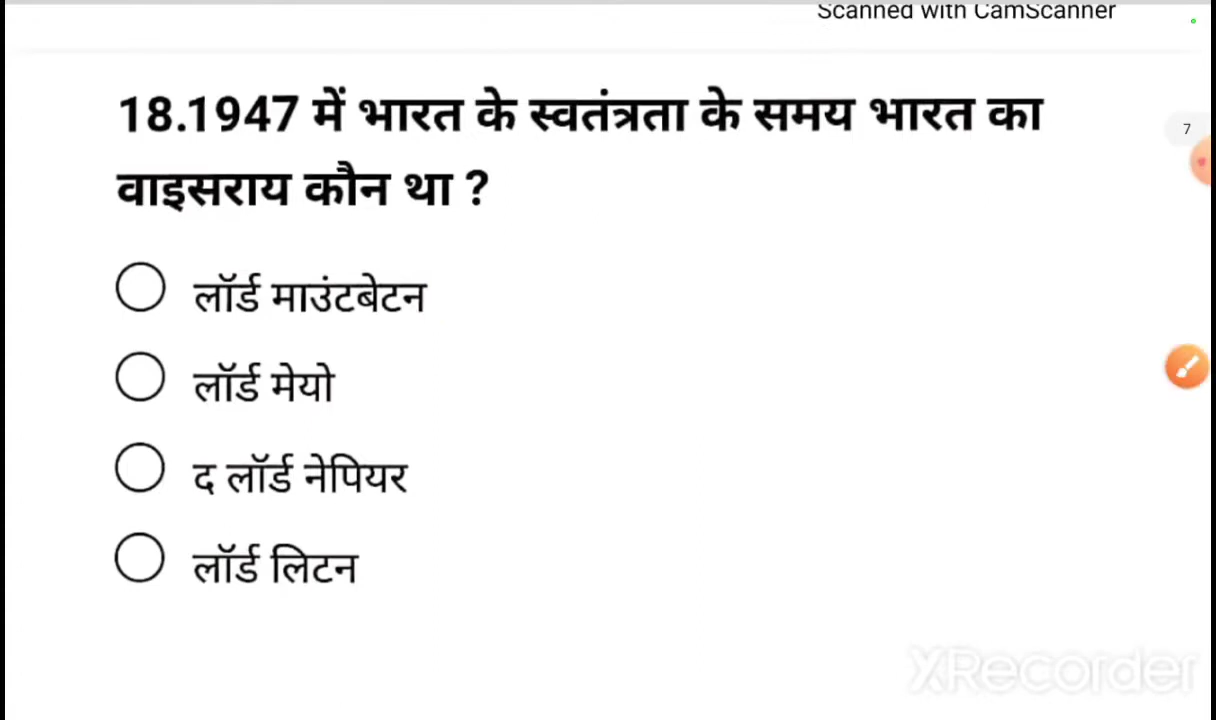 Scanned with CamScanner
18.1947 में भारत के स्वतंत्रता के समय भारत का
7
वाइसराय कौन था ?
लॉर्ड माउंटबेटन
लॉर्ड मेयो
द लॉर्ड नेपियर
लॉर्ड लिटन
XRecorder